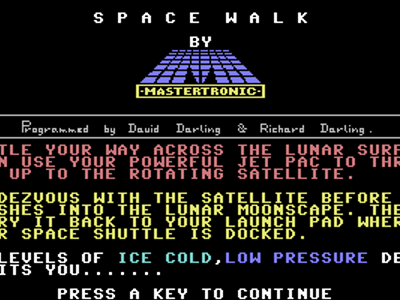 SPACE WALK
BY
-MASTERTRONIC-
Programmed by David Darling & Richard Darling.
TLE YOUR WAY ACROSS THE LUNAR SURF
N USE YOUR POWERFUL JET PAC TO THR
UP TO THE ROTATING SATELLITE.
DEZVOUS WITH THE SATELLITE BEFORE
SHES INTO THE LUNAR MOONSCAPE. THE
RY IT BACK TO YOUR LAUNCH PAD WHER
R SPACE SHUTTLE IS DOCKED.
LEVELS OF ICE COLD,LOW PRESSURE DE
ITS YOU.......
PRESS A KEY TO CONTINUE